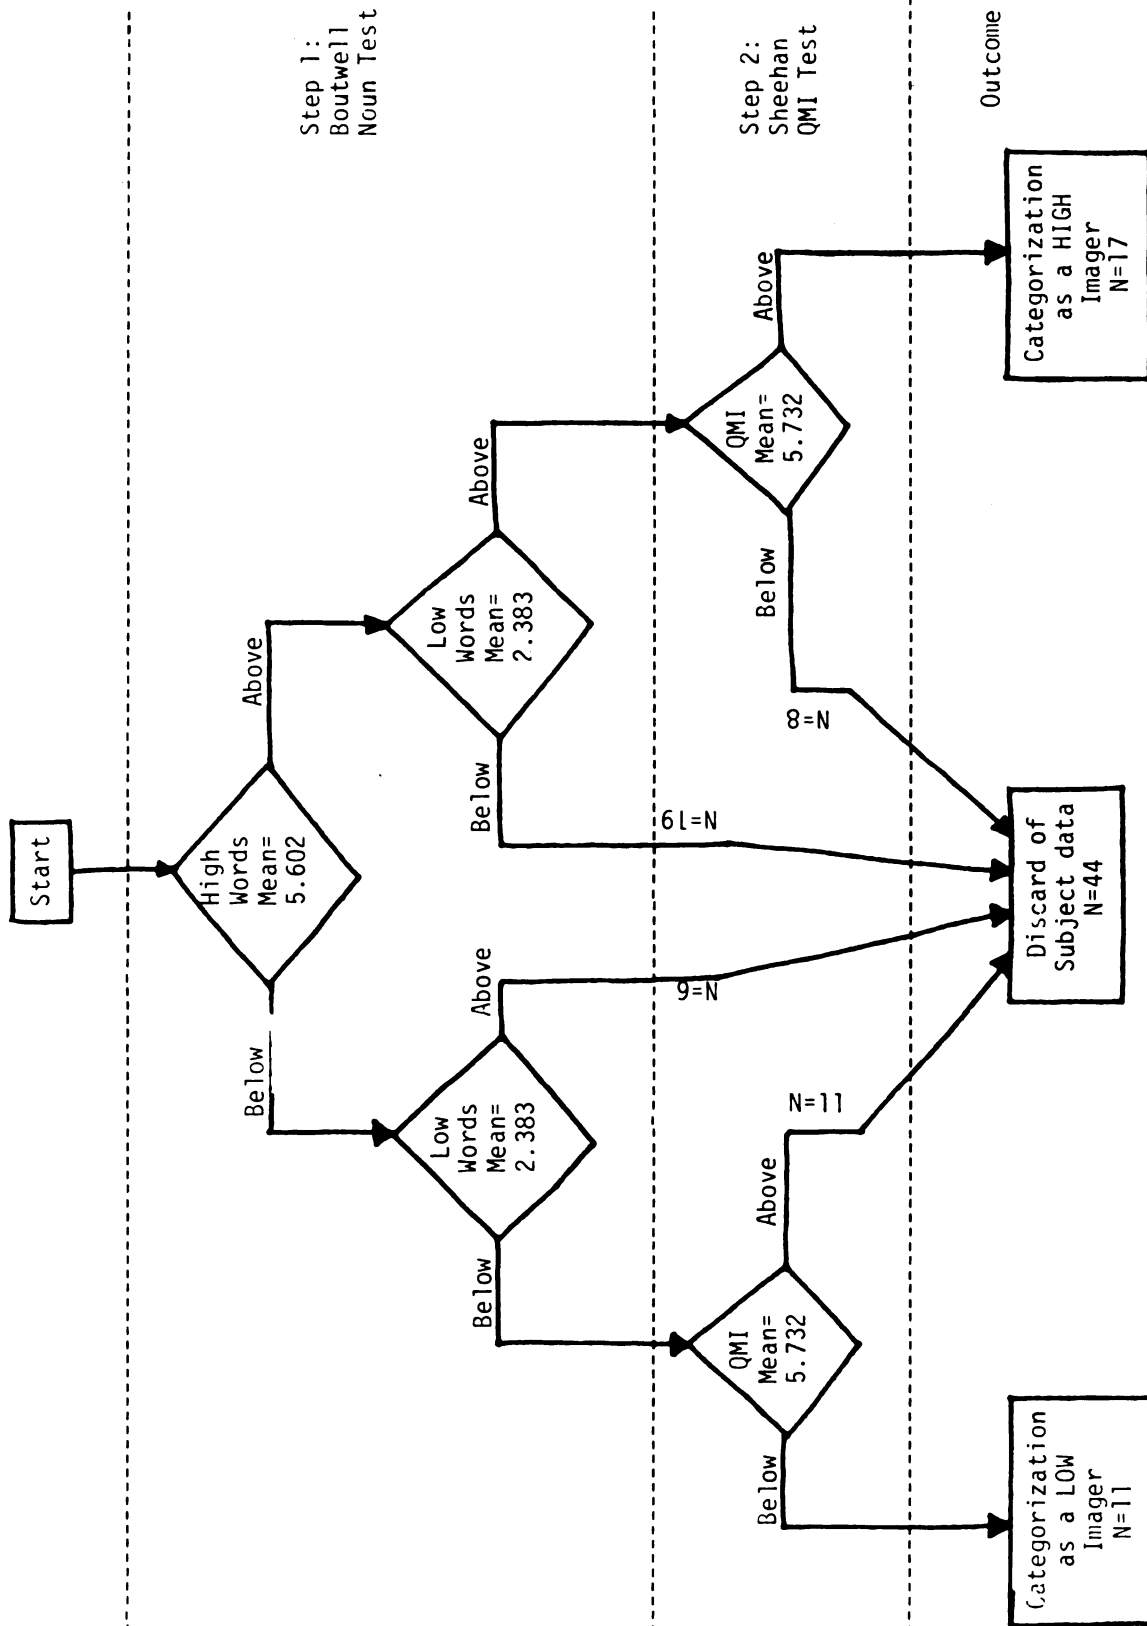 Start
High
Words
Mean=
5.602
Below
Above
Step 1:
Boutwell
Noun Test
Low
Words
Mean=
2.383
Below
Above
Low
Words
Mean=
2.383
Below
Above
N=6
N=19
Step 2:
Sheehan
QMI Test
QMI
Mean=
5.732
Below
Above
N=11
QMI
Mean=
5.732
Below
Above
N=8
Outcome
Categorization
as a LOW
Imager
N=11
Discard of
Subject data
N=44
Categorization
as a HIGH
Imager
N=17